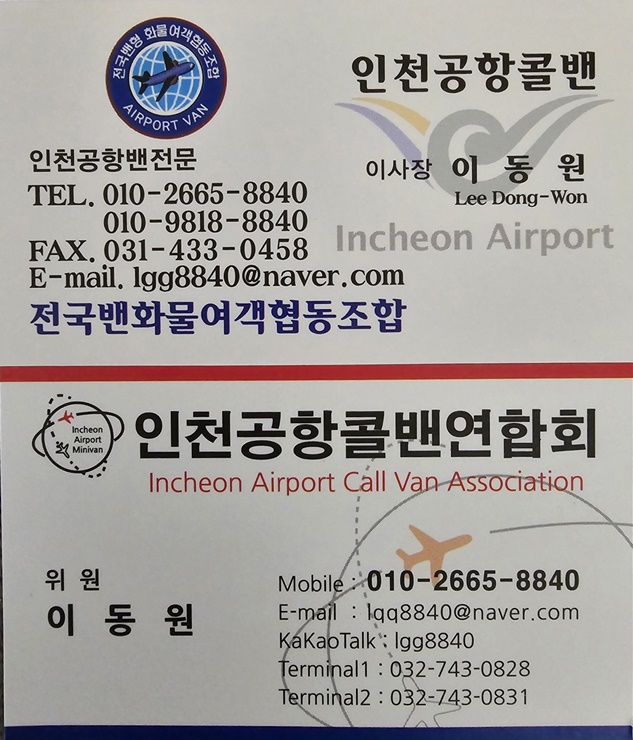 전국밴형 화물여객협동조합
AIRPORT VAN
인천공항콜밴
인천공항밴전문
이사장 이 동 원
Lee Dong-Won
TEL. 010-2665-8840
010-9818-8840
FAX. 031-433-0458
E-mail. lgg8840@naver.com
Incheon Airport
전국밴화물여객협동조합
Incheon
Airport
Minivan
인천공항콜밴연합회
Incheon Airport Call Van Association
위 원
이 동 원
Mobile : 010-2665-8840
E-mail : lqq8840@naver.com
KaKaoTalk : lgg8840
Terminal1 : 032-743-0828
Terminal2 : 032-743-0831